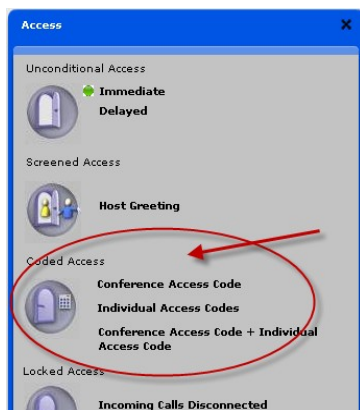 Access
Unconditional Access
Immediate
Delayed
Screened Access
Host Greeting
Coded Access
Conference Access Code
Individual Access Codes
Conference Access Code + Individual
Access Code
Locked Access
Incoming Calls Disconnected